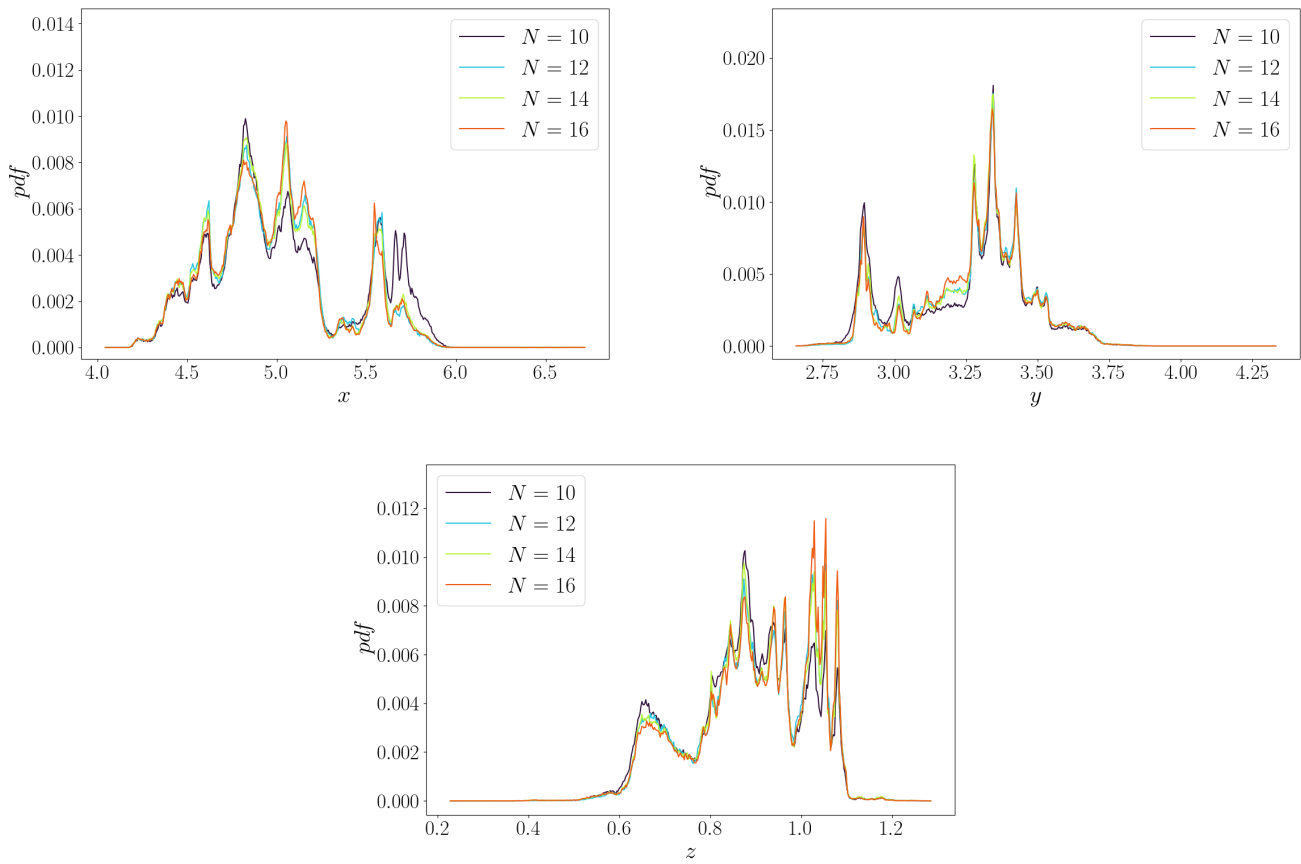 0.014
0.012
0.010
0.008
0.006
0.004
0.002
0.000
pdf
4.0 4.5 5.0 5.5 6.0 6.5
x
N = 10
N = 12
N = 14
N = 16
0.020
0.015
0.010
0.005
0.000
pdf
2.75 3.00 3.25 3.50 3.75 4.00 4.25
y
N = 10
N = 12
N = 14
N = 16
0.012
0.010
0.008
0.006
0.004
0.002
0.000
pdf
0.2 0.4 0.6 0.8 1.0 1.2
z
N = 10
N = 12
N = 14
N = 16